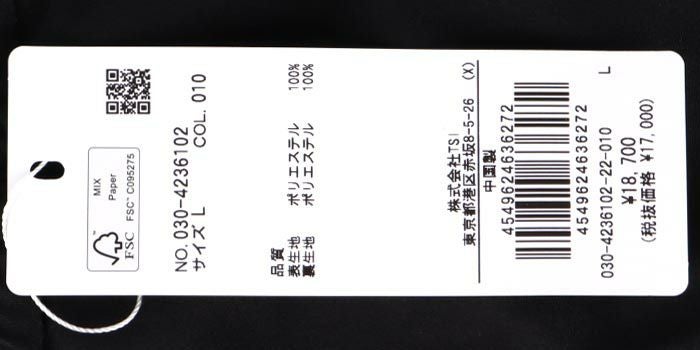 MIX
Paper
FSC
FSC™ C095275
NO. 030-4236102
サイズ L COL. 010
品質
表生地 ポリエステル 100%
裏生地 ポリエステル 100%
株式会社TSI
東京都港区赤坂8-5-26 (X)
中国製
4549624636272
4549624636272
L
030-4236102-22-010
¥18,700
(税抜価格 ¥17,000)